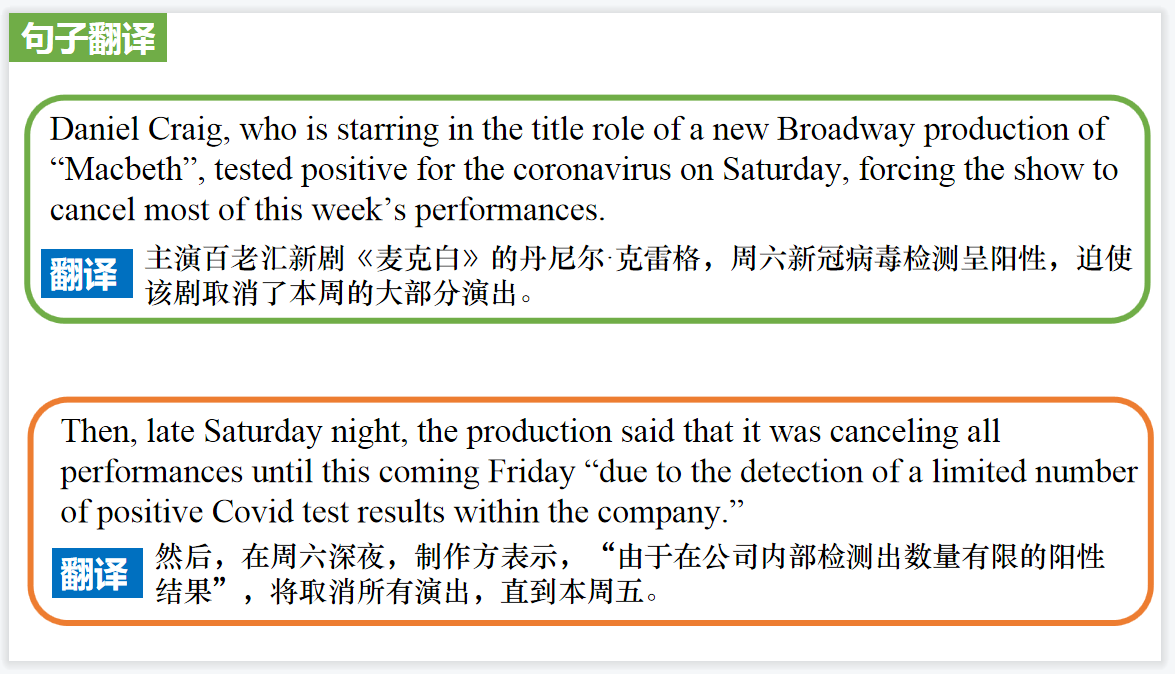 句子翻译
Daniel Craig, who is starring in the title role of a new Broadway production of
“Macbeth”, tested positive for the coronavirus on Saturday, forcing the show to
cancel most of this week’s performances.
翻译
主演百老汇新剧《麦克白》的丹尼尔·克雷格，周六新冠病毒检测呈阳性，迫使
该剧取消了本周的大部分演出。
Then, late Saturday night, the production said that it was canceling all
performances until this coming Friday “due to the detection of a limited number
of positive Covid test results within the company.”
翻译
然后，在周六深夜，制作方表示，“由于在公司内部检测出数量有限的阳性
结果”，将取消所有演出，直到本周五。